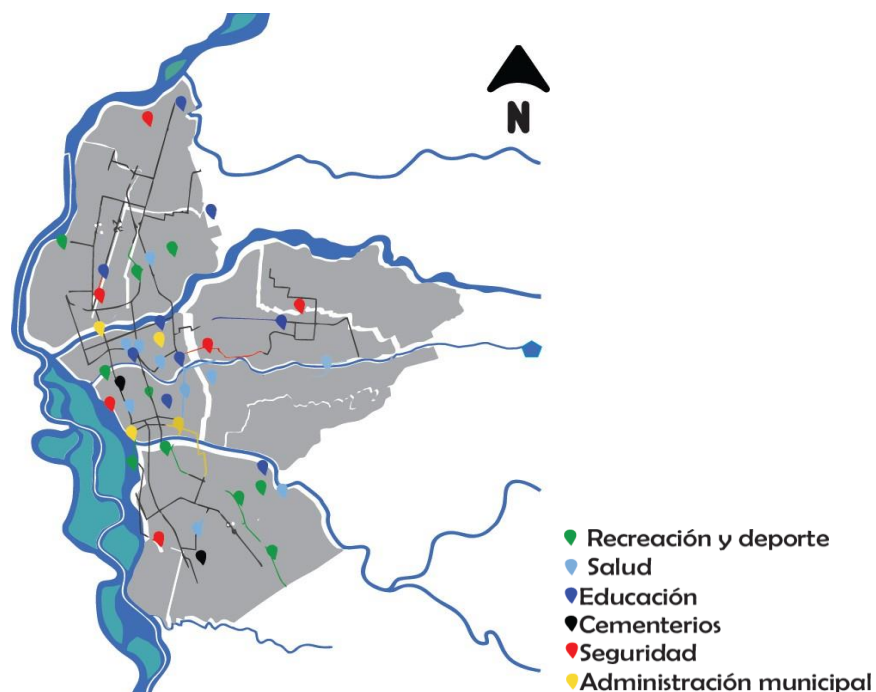 N
Recreación y deporte
Salud
Educación
Cementerios
Seguridad
Administración municipal